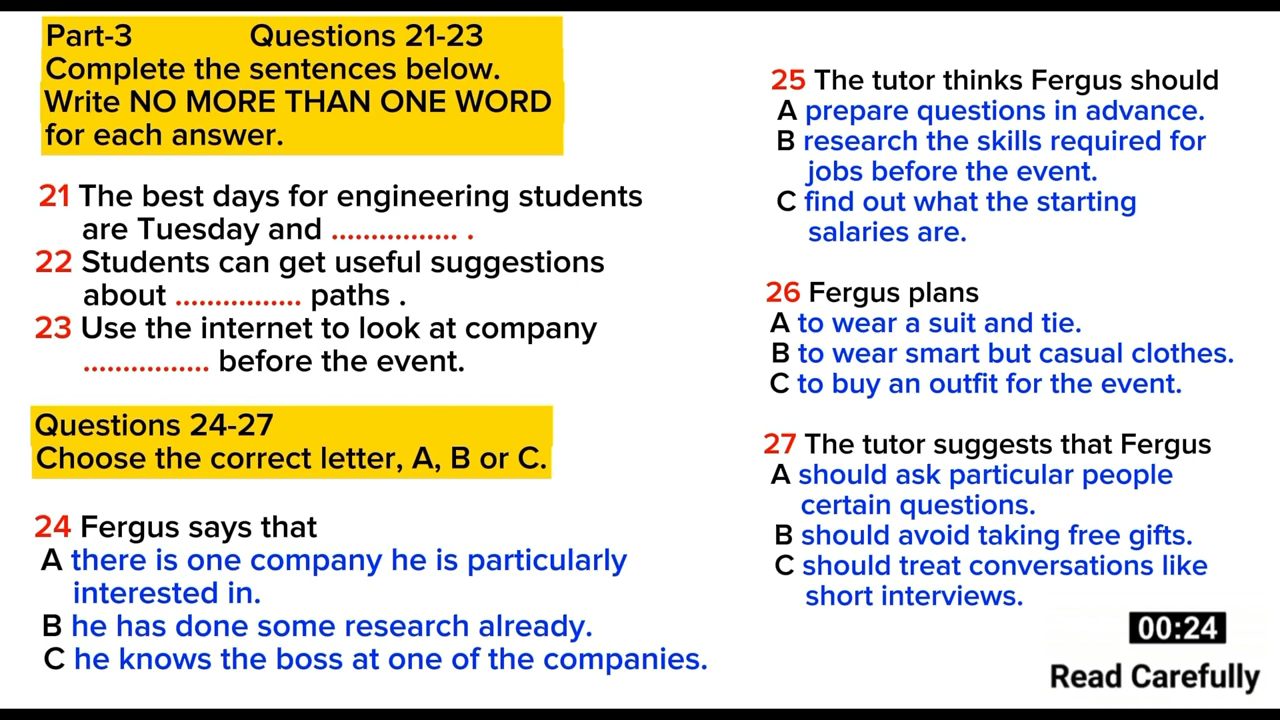 Part-3 Questions 21-23
Complete the sentences below.
Write NO MORE THAN ONE WORD
for each answer.
21 The best days for engineering students
are Tuesday and ................ .
22 Students can get useful suggestions
about ................ paths .
23 Use the internet to look at company
................ before the event.
Questions 24-27
Choose the correct letter, A, B or C.
24 Fergus says that
A there is one company he is particularly
interested in.
B he has done some research already.
C he knows the boss at one of the companies.
25 The tutor thinks Fergus should
A prepare questions in advance.
B research the skills required for
jobs before the event.
C find out what the starting
salaries are.
26 Fergus plans
A to wear a suit and tie.
B to wear smart but casual clothes.
C to buy an outfit for the event.
27 The tutor suggests that Fergus
A should ask particular people
certain questions.
B should avoid taking free gifts.
C should treat conversations like
short interviews.
00:24
Read Carefully